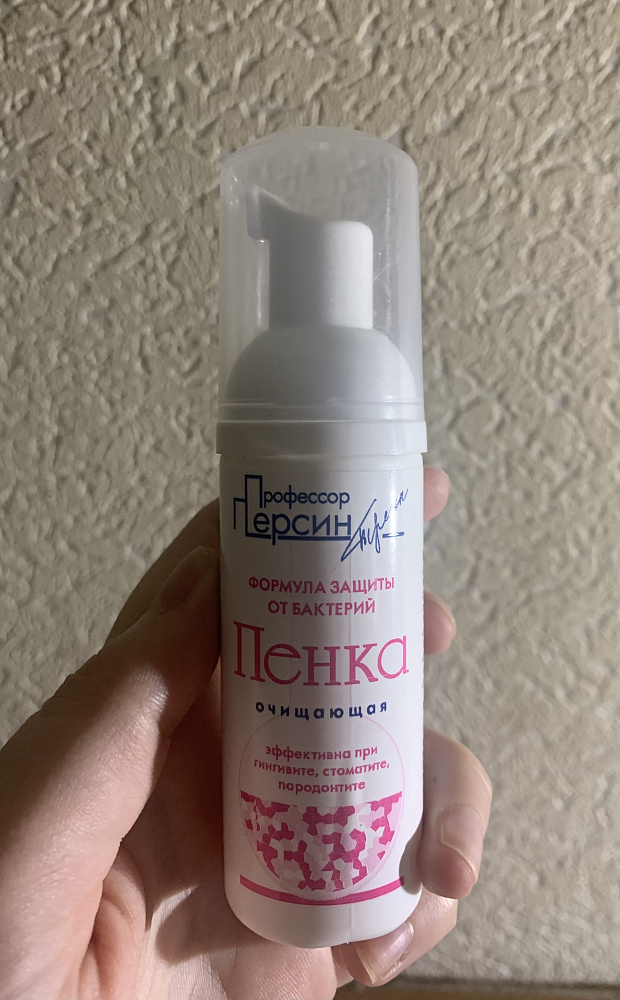 Профессор
Персин
ФОРМУЛА ЗАЩИТЫ
ОТ БАКТЕРИЙ
Пенка
очищающая
эффективна при
гингивите, стоматите,
пародонтите